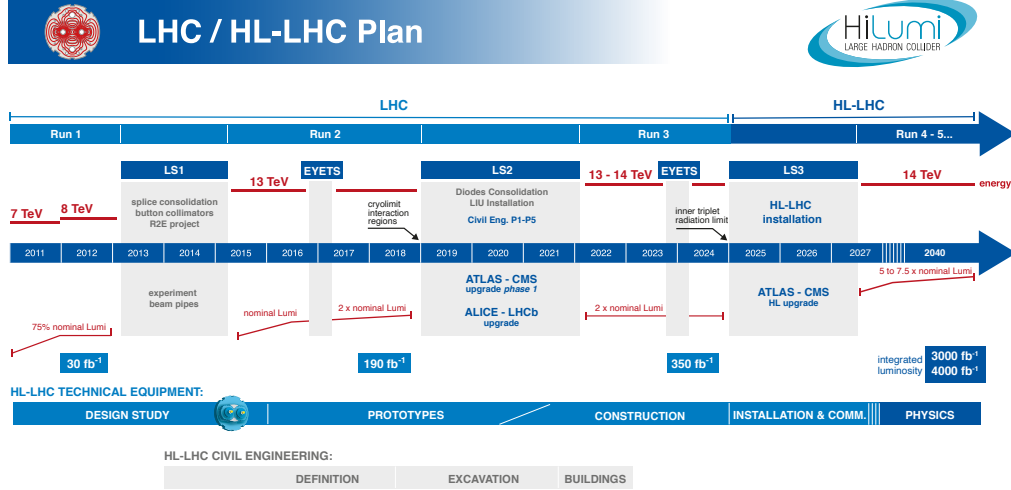 LHC / HL-LHC Plan
HiLumi
LARGE HADRON COLLIDER
LHC
HL-LHC
Run 1
Run 2
Run 3
Run 4 - 5...
LS1
EYETS
LS2
EYETS
LS3
13 TeV
13 - 14 TeV
14 TeV
energy
7 TeV
8 TeV
splice consolidation
button collimators
R2E project
cryolimit
interaction
regions
Diodes Consolidation
LIU Installation
Civil Eng. P1-P5
inner triplet
radiation limit
HL-LHC
installation
2011 2012 2013 2014 2015 2016 2017 2018 2019 2020 2021 2022 2023 2024 2025 2026 2027 2040
5 to 7.5 x nominal Lumi
experiment
beam pipes
ATLAS - CMS
upgrade phase 1
ALICE - LHCb
upgrade
ATLAS - CMS
HL upgrade
75% nominal Lumi
nominal Lumi
2 x nominal Lumi
2 x nominal Lumi
30 fb-1
190 fb-1
350 fb-1
integrated
luminosity
3000 fb-1
4000 fb-1
HL-LHC TECHNICAL EQUIPMENT:
DESIGN STUDY
PROTOTYPES
CONSTRUCTION
INSTALLATION & COMM.
PHYSICS
HL-LHC CIVIL ENGINEERING:
DEFINITION
EXCAVATION
BUILDINGS